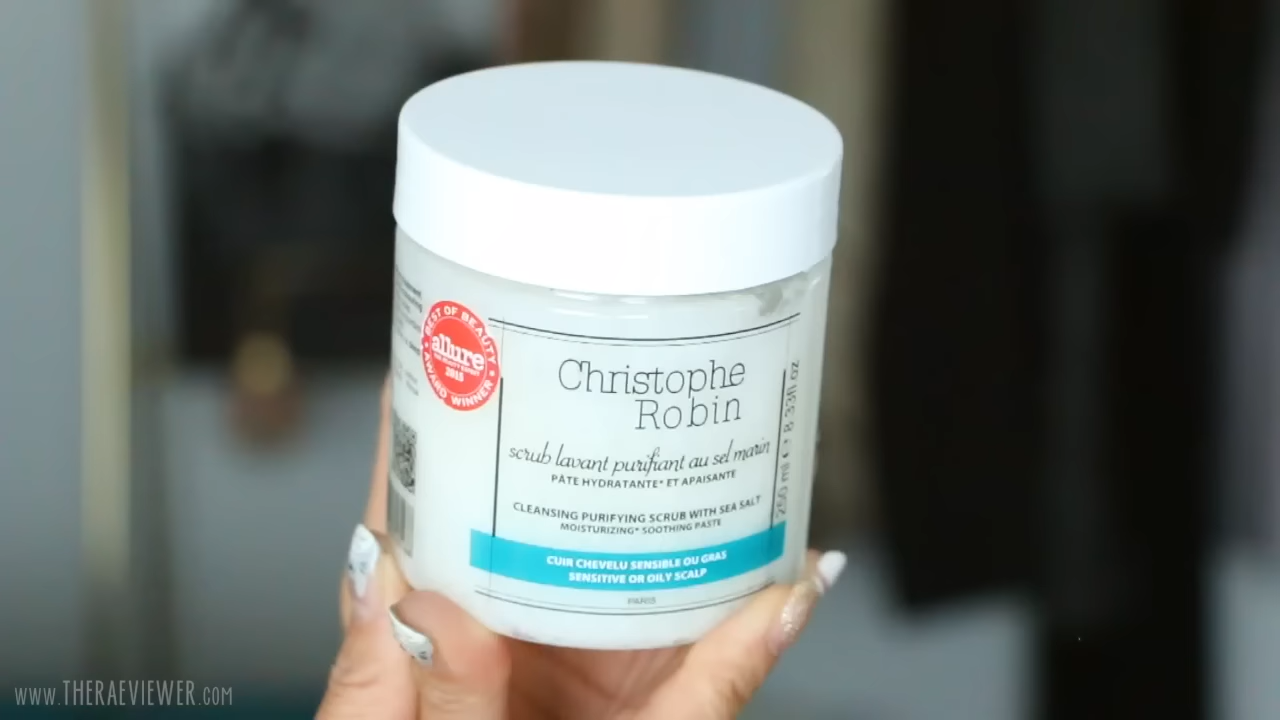 BEST OF BEAUTY
allure
2015
AWARD WINNER
Christophe
Robin
scrub lavant purifiant au sel marin
PÂTE HYDRATANTE* ET APAISANTE
CLEANSING PURIFYING SCRUB WITH SEA SALT
MOISTURIZING* SOOTHING PASTE
CUIR CHEVELU SENSIBLE OU GRAS
SENSITIVE OR OILY SCALP
PARIS
250 ml e 8.33fl oz
www.THERAEVIEWER.com